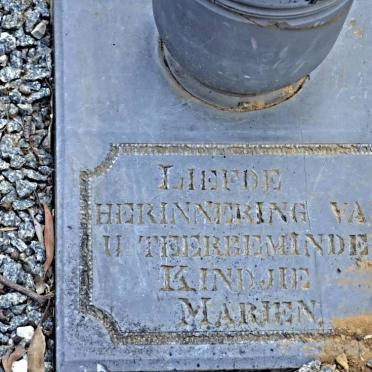 LIEFDE
HERINNERING VA
U TEERBEMINDE
KINDJIE
MARIEN